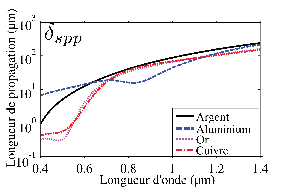 δ_spp
Longueur de propagation (μm)
10^3
10^2
10^1
10^0
10^-1
Argent
Aluminium
Or
Cuivre
0.4 0.6 0.8 1 1.2 1.4
Longueur d'onde (μm)